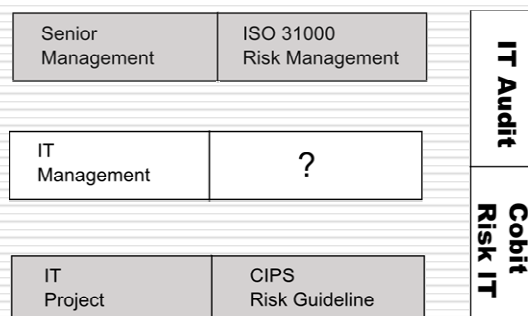 Senior
Management
ISO 31000
Risk Management
IT
Management
?
IT
Project
CIPS
Risk Guideline
IT Audit
Cobit
Risk IT